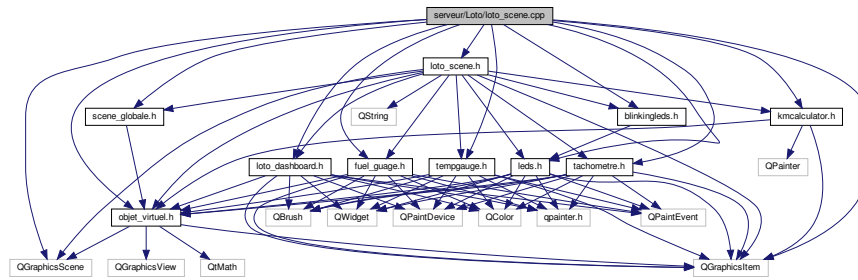 serveur/Loto/loto_scene.cpp
loto_scene.h
scene_globale.h
QString
blinkingleds.h
kmcalculator.h
loto_dashboard.h
fuel_guage.h
tempgauge.h
leds.h
tachometre.h
QPainter
objet_virtuel.h
QBrush
QWidget
QPaintDevice
QColor
qpainter.h
QPaintEvent
QGraphicsScene
QGraphicsView
QtMath
QGraphicsItem